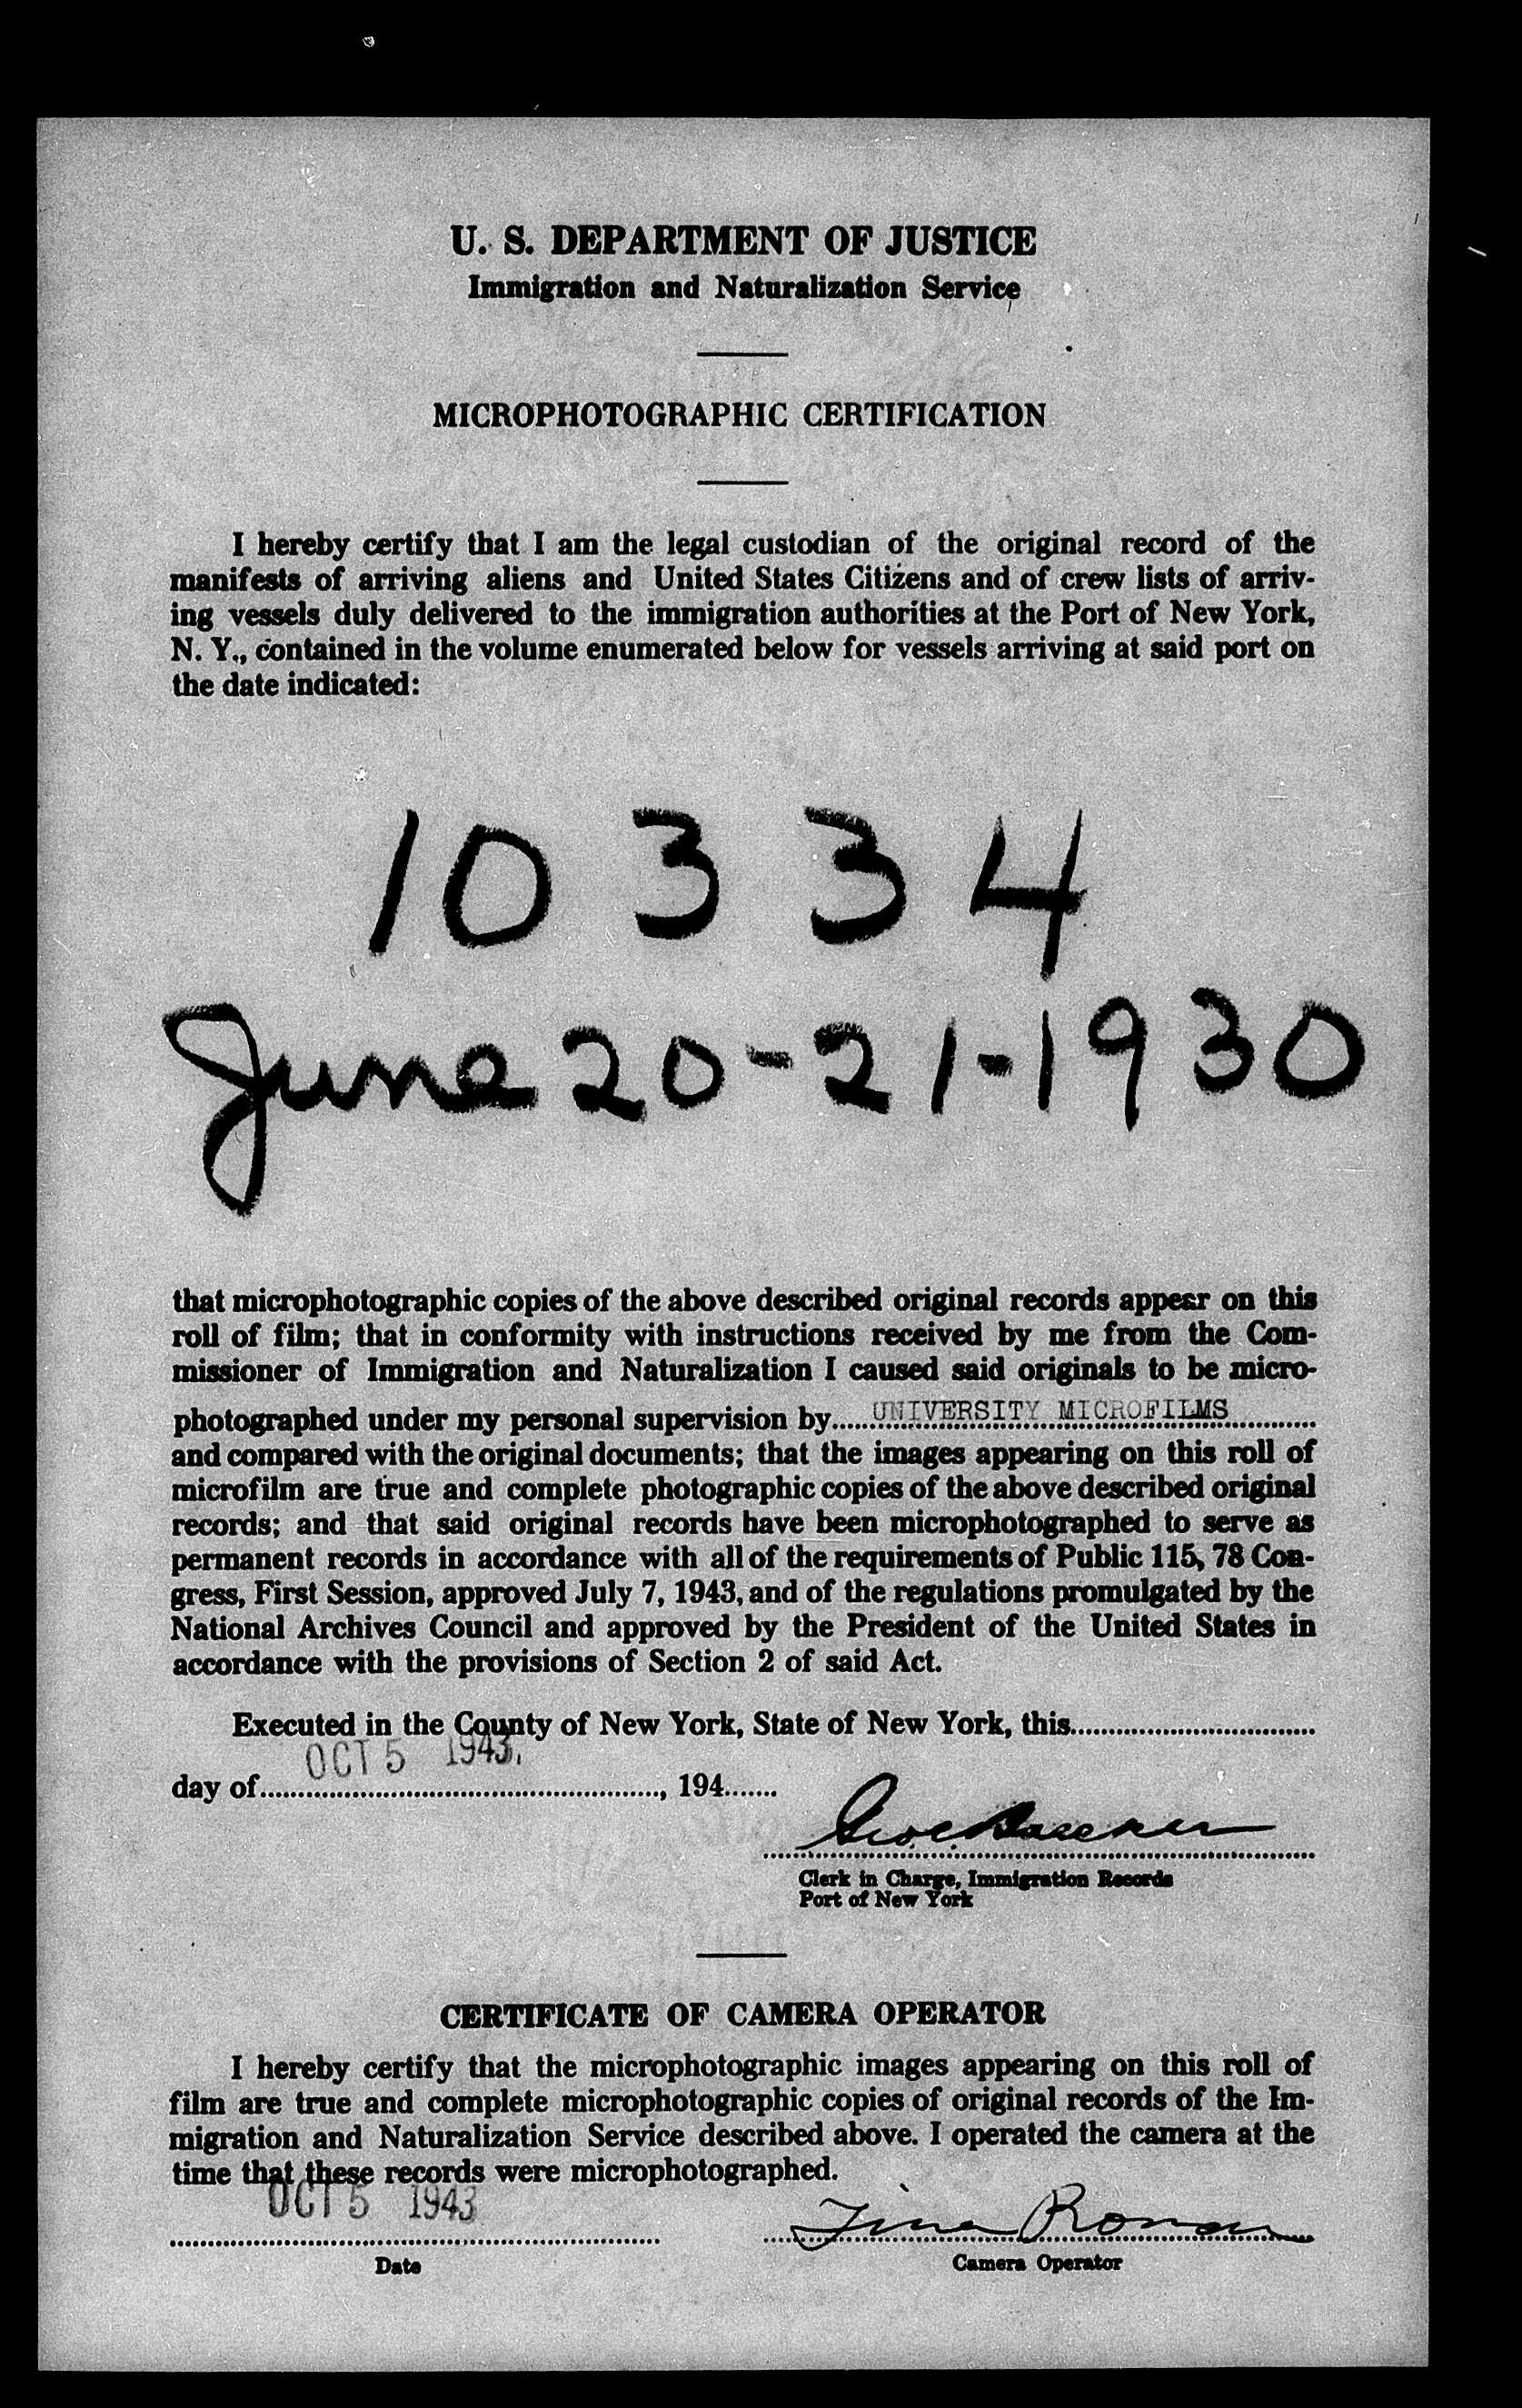 U. S. DEPARTMENT OF JUSTICE
Immigration and Naturalization Service
MICROPHOTOGRAPHIC CERTIFICATION
I hereby certify that I am the legal custodian of the original record of the
manifests of arriving aliens and United States Citizens and of crew lists of arriv-
ing vessels duly delivered to the immigration authorities at the Port of New York,
N. Y., contained in the volume enumerated below for vessels arriving at said port on
the date indicated:
10334
June 20-21-1930
that microphotographic copies of the above described original records appear on this
roll of film; that in conformity with instructions received by me from the Com-
missioner of Immigration and Naturalization I caused said originals to be micro-
photographed under my personal supervision by UNIVERSITY MICROFILMS
and compared with the original documents; that the images appearing on this roll of
microfilm are true and complete photographic copies of the above described original
records; and that said original records have been microphotographed to serve as
permanent records in accordance with all of the requirements of Public 115, 78 Con-
gress, First Session, approved July 7, 1943, and of the regulations promulgated by the
National Archives Council and approved by the President of the United States in
accordance with the provisions of Section 2 of said Act.
Executed in the County of New York, State of New York, this
OCT 5 1943
day of , 194
Clerk in Charge, Immigration Records
Port of New York
CERTIFICATE OF CAMERA OPERATOR
I hereby certify that the microphotographic images appearing on this roll of
film are true and complete microphotographic copies of original records of the Im-
migration and Naturalization Service described above. I operated the camera at the
time that these records were microphotographed.
OCT 5 1943
Tina
Date
Camera Operator